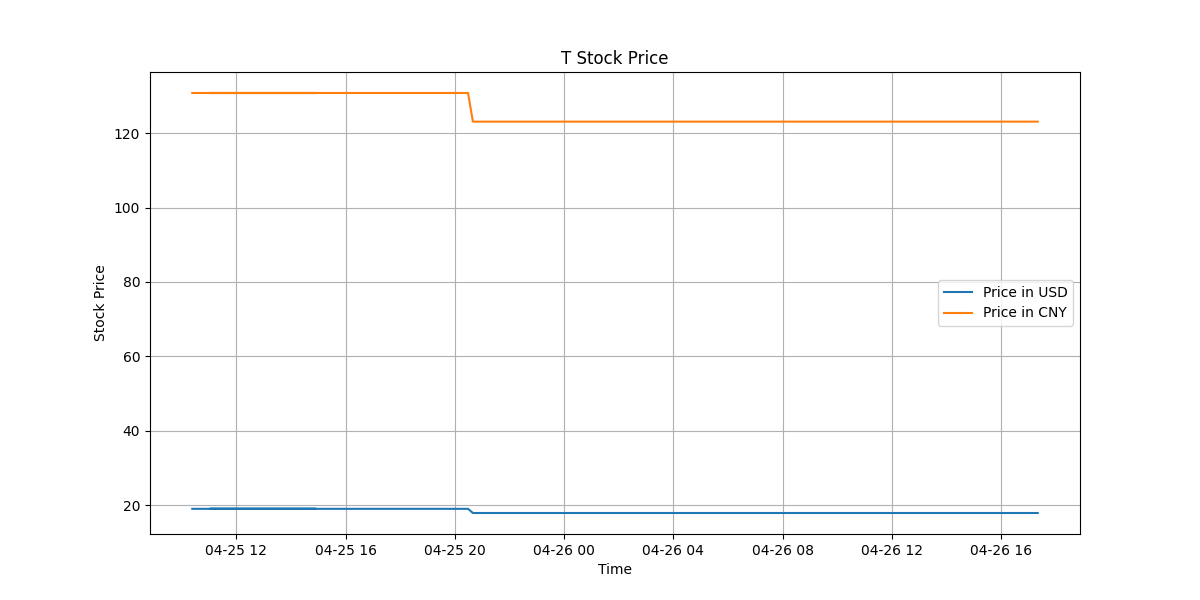 T Stock Price
120
100
80
60
40
20
Stock Price
Price in USD
Price in CNY
04-25 12 04-25 16 04-25 20 04-26 00 04-26 04 04-26 08 04-26 12 04-26 16
Time